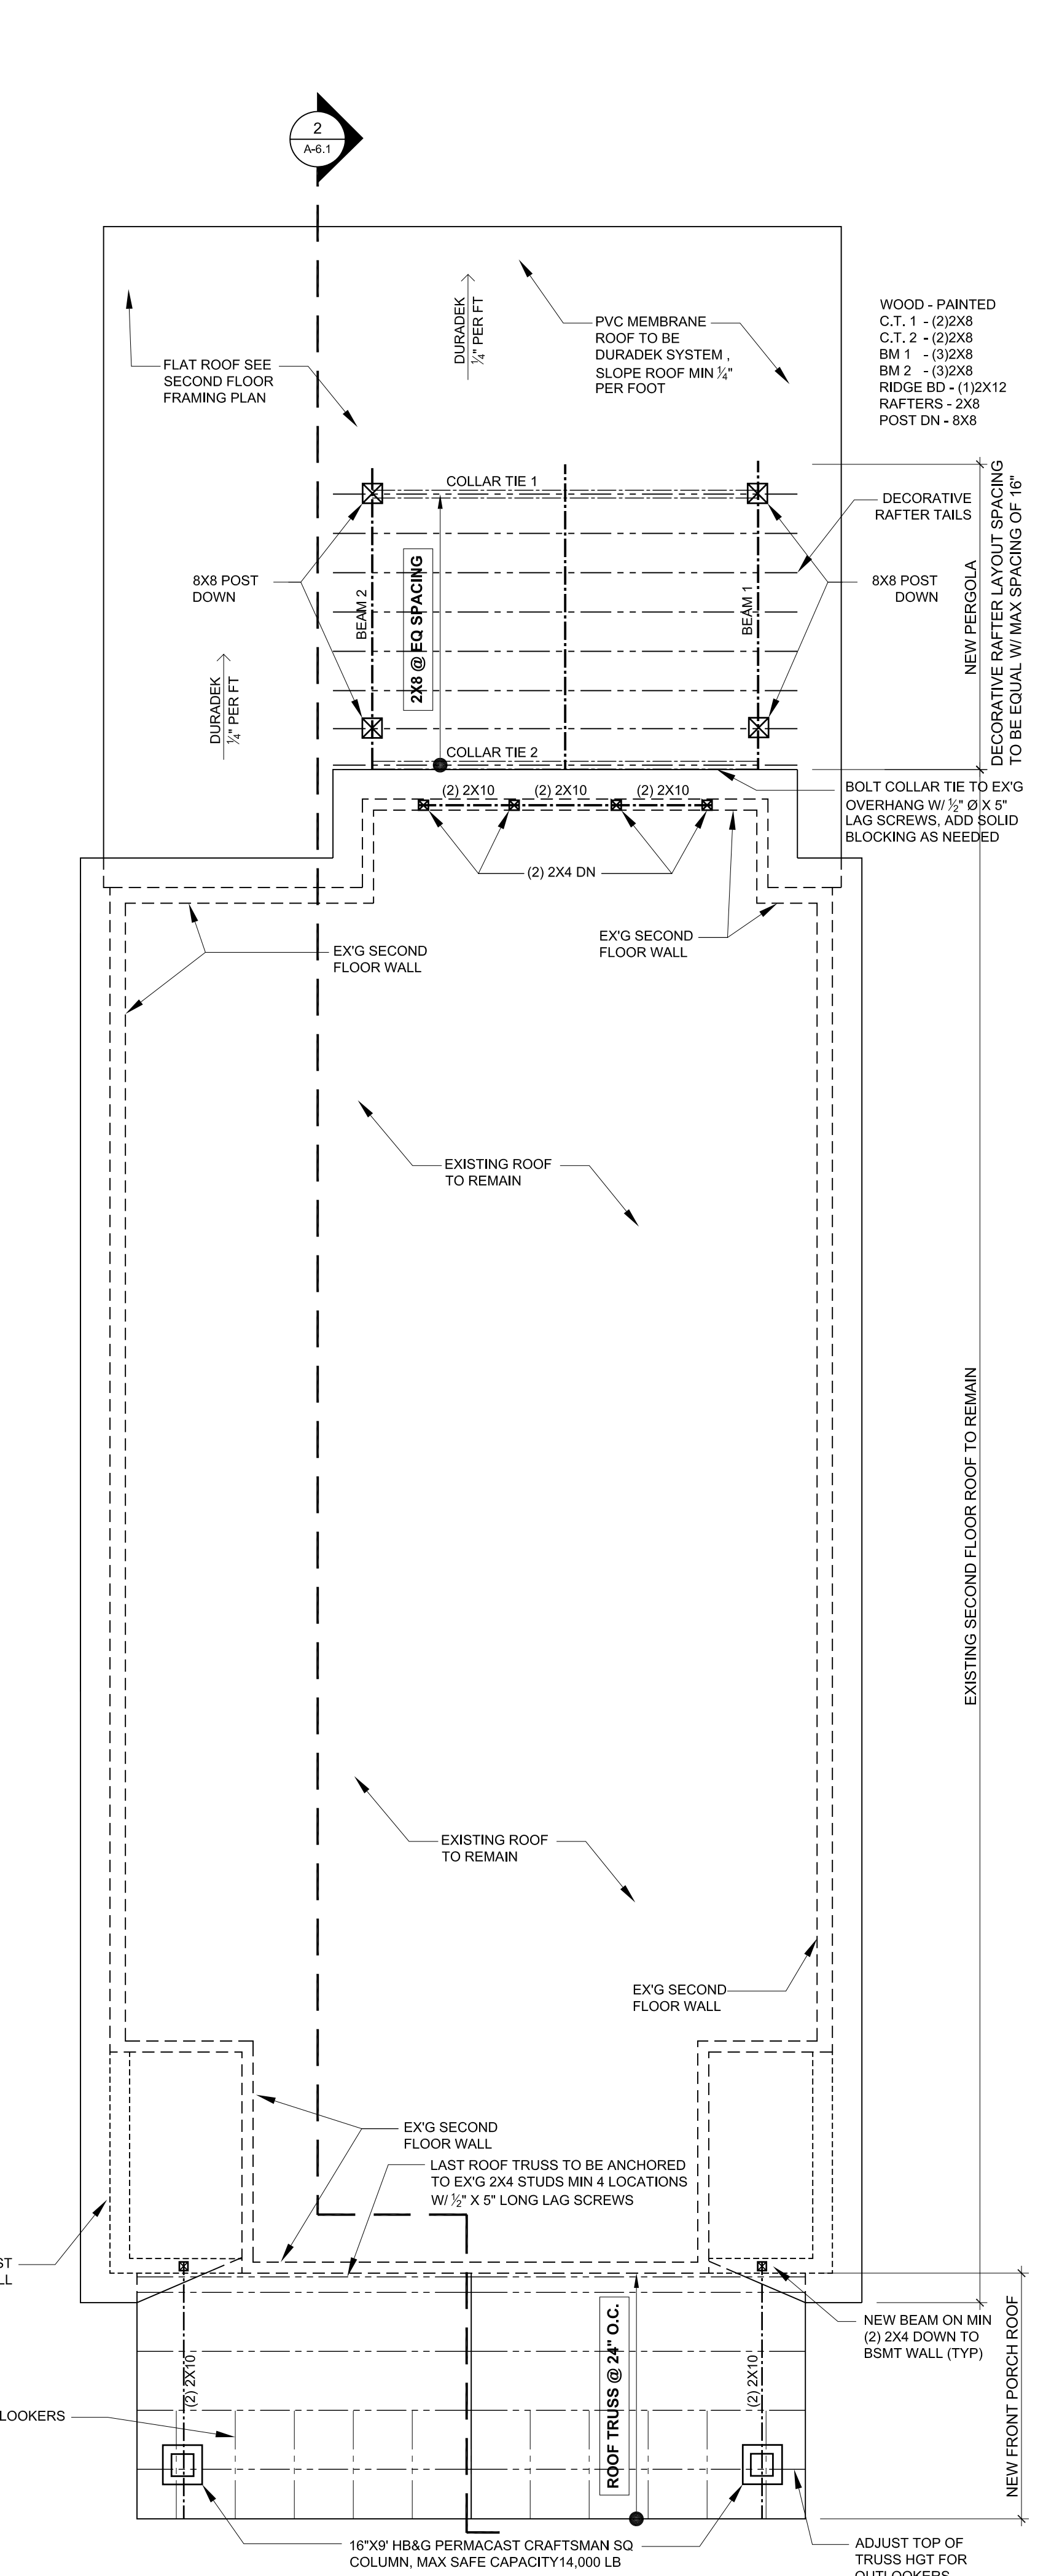 2
A-6.1
DURADEK
¼" PER FT
PVC MEMBRANE
ROOF TO BE
DURADEK SYSTEM ,
SLOPE ROOF MIN ¼"
PER FOOT
WOOD - PAINTED
C.T. 1 - (2)2X8
C.T. 2 - (2)2X8
BM 1 - (3)2X8
BM 2 - (3)2X8
RIDGE BD - (1)2X12
RAFTERS - 2X8
POST DN - 8X8
FLAT ROOF SEE
SECOND FLOOR
FRAMING PLAN
COLLAR TIE 1
DECORATIVE
RAFTER TAILS
8X8 POST
DOWN
BEAM 2
2X8 @ EQ SPACING
BEAM 1
8X8 POST
DOWN
NEW PERGOLA
DECORATIVE RAFTER LAYOUT SPACING
TO BE EQUAL W/ MAX SPACING OF 16"
DURADEK
¼" PER FT
COLLAR TIE 2
(2) 2X10
(2) 2X10
(2) 2X10
BOLT COLLAR TIE TO EX'G
OVERHANG W/ ½" Ø X 5"
LAG SCREWS, ADD SOLID
BLOCKING AS NEEDED
(2) 2X4 DN
EX'G SECOND
FLOOR WALL
EX'G SECOND
FLOOR WALL
EXISTING ROOF
TO REMAIN
EXISTING SECOND FLOOR ROOF TO REMAIN
EXISTING ROOF
TO REMAIN
EX'G SECOND
FLOOR WALL
EX'G SECOND
FLOOR WALL
LAST ROOF TRUSS TO BE ANCHORED
TO EX'G 2X4 STUDS MIN 4 LOCATIONS
W/ ½" X 5" LONG LAG SCREWS
NEW BEAM ON MIN
(2) 2X4 DOWN TO
BSMT WALL (TYP)
(2) 2X10
ROOF TRUSS @ 24" O.C.
(2) 2X10
NEW FRONT PORCH ROOF
LOOKERS
16"X9' HB&G PERMACAST CRAFTSMAN SQ
COLUMN, MAX SAFE CAPACITY14,000 LB
ADJUST TOP OF
TRUSS HGT FOR
OUTLOOKERS